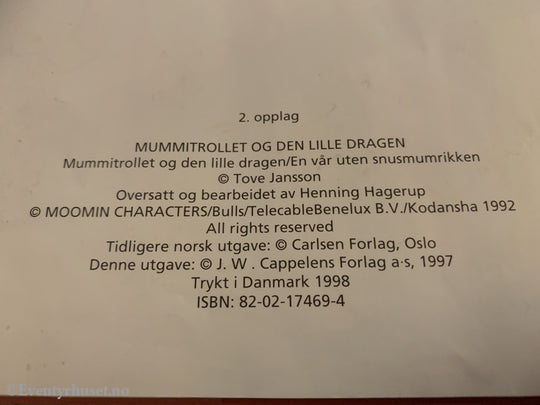 2. opplag
MUMMITROLLET OG DEN LILLE DRAGEN
Mummitrollet og den lille dragen/En vår uten snusmumrikken
© Tove Jansson
Oversatt og bearbeidet av Henning Hagerup
© MOOMIN CHARACTERS/Bulls/TelecableBenelux B.V./Kodansha 1992
All rights reserved
Tidligere norsk utgave: © Carlsen Forlag, Oslo
Denne utgave: © J. W . Cappelens Forlag a·s, 1997
Trykt i Danmark 1998
ISBN: 82-02-17469-4
©Eventyrhuset.no